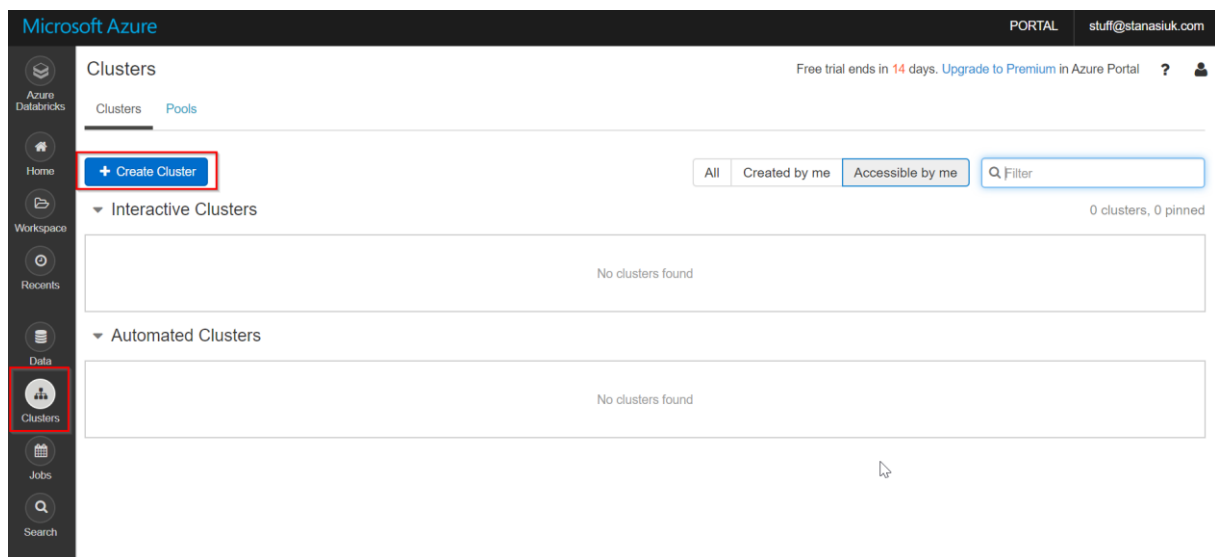 Microsoft Azure
PORTAL
stuff@stanasiuk.com
Azure
Databricks
Home
Workspace
Recents
Data
Clusters
Jobs
Search
Clusters
Free trial ends in 14 days. Upgrade to Premium in Azure Portal ?
Clusters Pools
+ Create Cluster
All Created by me Accessible by me Filter
Interactive Clusters
0 clusters, 0 pinned
No clusters found
Automated Clusters
No clusters found